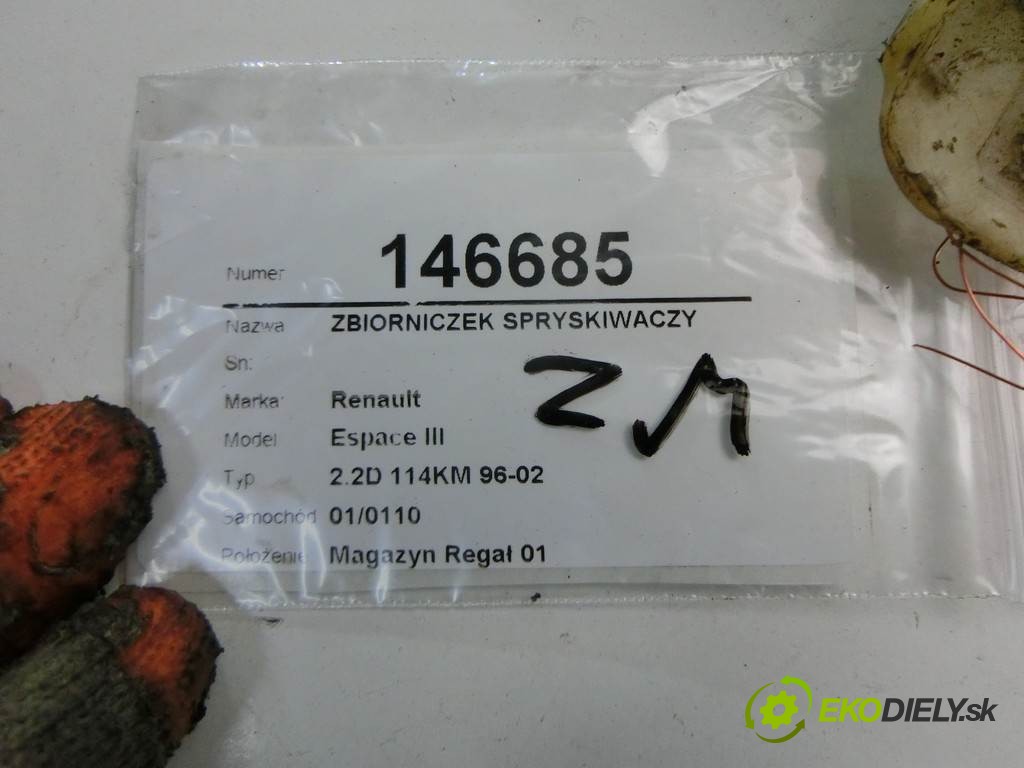 Numer 146685
Nazwa ZBIORNICZEK SPRYSKIWACZY
Sn:
Marka: Renault
Model Espace III
Typ 2.2D 114KM 96-02
Samochód 01/0110
Położenie Magazyn Regał 01
ZM
EKODIELY.sk